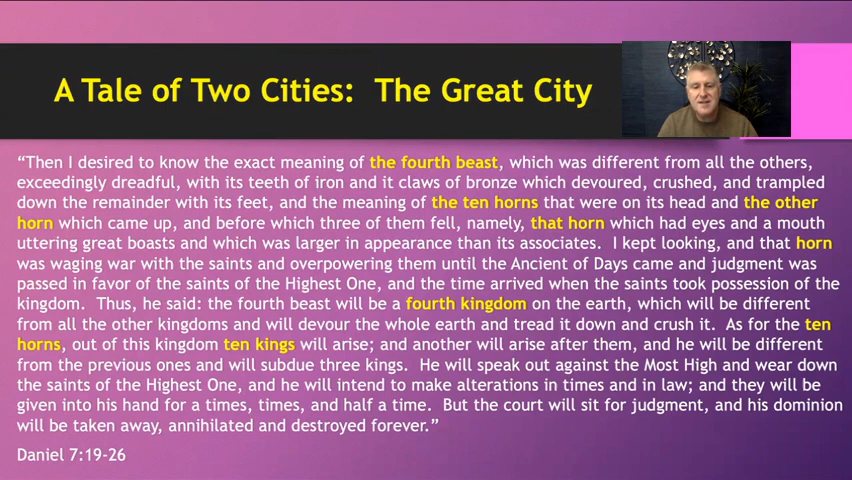 A Tale of Two Cities: The Great City
“Then I desired to know the exact meaning of the fourth beast, which was different from all the others,
exceedingly dreadful, with its teeth of iron and it claws of bronze which devoured, crushed, and trampled
down the remainder with its feet, and the meaning of the ten horns that were on its head and the other
horn which came up, and before which three of them fell, namely, that horn which had eyes and a mouth
uttering great boasts and which was larger in appearance than its associates. I kept looking, and that horn
was waging war with the saints and overpowering them until the Ancient of Days came and judgment was
passed in favor of the saints of the Highest One, and the time arrived when the saints took possession of the
kingdom. Thus, he said: the fourth beast will be a fourth kingdom on the earth, which will be different
from all the other kingdoms and will devour the whole earth and tread it down and crush it. As for the ten
horns, out of this kingdom ten kings will arise; and another will arise after them, and he will be different
from the previous ones and will subdue three kings. He will speak out against the Most High and wear down
the saints of the Highest One, and he will intend to make alterations in times and in law; and they will be
given into his hand for a times, times, and half a time. But the court will sit for judgment, and his dominion
will be taken away, annihilated and destroyed forever.”
Daniel 7:19-26